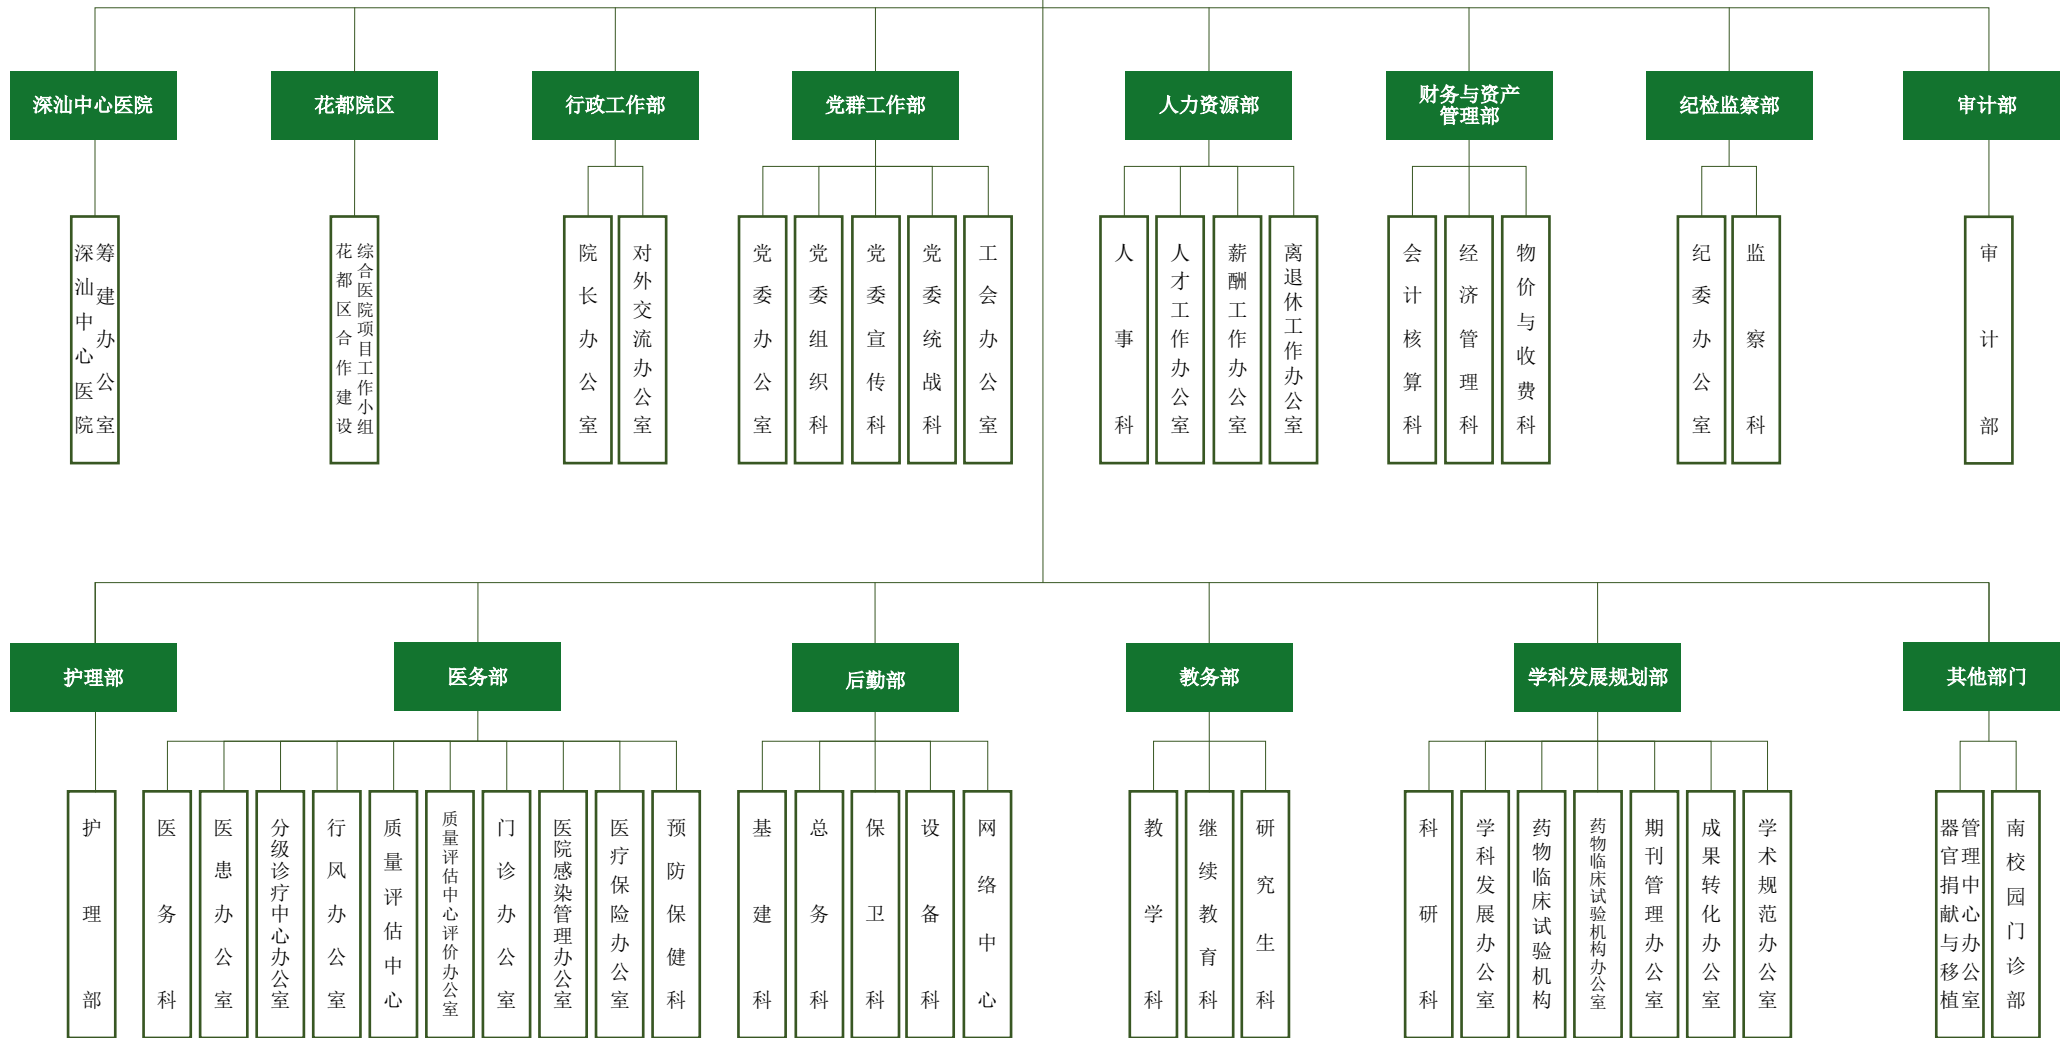 深汕中心医院
花都院区
行政工作部
党群工作部
人力资源部
财务与资产
管理部
纪检监察部
审计部
深汕中心医院
筹建办公室
花都区合作建设
综合医院项目工作小组
院长办公室
对外交流办公室
党委办公室
党委组织科
党委宣传科
党委统战科
工会办公室
人事科
人才工作办公室
薪酬工作办公室
离退休工作办公室
会计核算科
经济管理科
物价与收费科
纪委办公室
监察科
审计部
护理部
医务部
后勤部
教务部
学科发展规划部
其他部门
护理部
医务科
医患办公室
分级诊疗中心办公室
行风办公室
质量评估中心
质量评估中心评价办公室
门诊办公室
医院感染管理办公室
医疗保险办公室
预防保健科
基建科
总务科
保卫科
设备科
网络中心
教学科
继续教育科
研究生科
科研科
学科发展办公室
药物临床试验机构
药物临床试验机构办公室
期刊管理办公室
成果转化办公室
学术规范办公室
器官捐献与移植
管理中心办公室
南校园门诊部